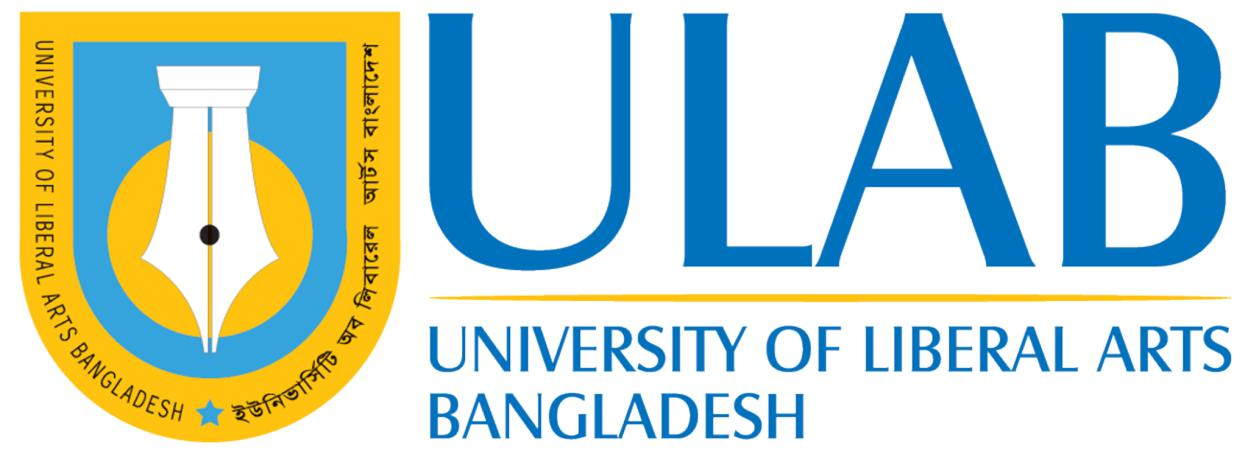 UNIVERSITY OF LIBERAL ARTS BANGLADESH
ইউনিভার্সিটি অব লিবারেল আর্টস বাংলাদেশ
ULAB
UNIVERSITY OF LIBERAL ARTS
BANGLADESH